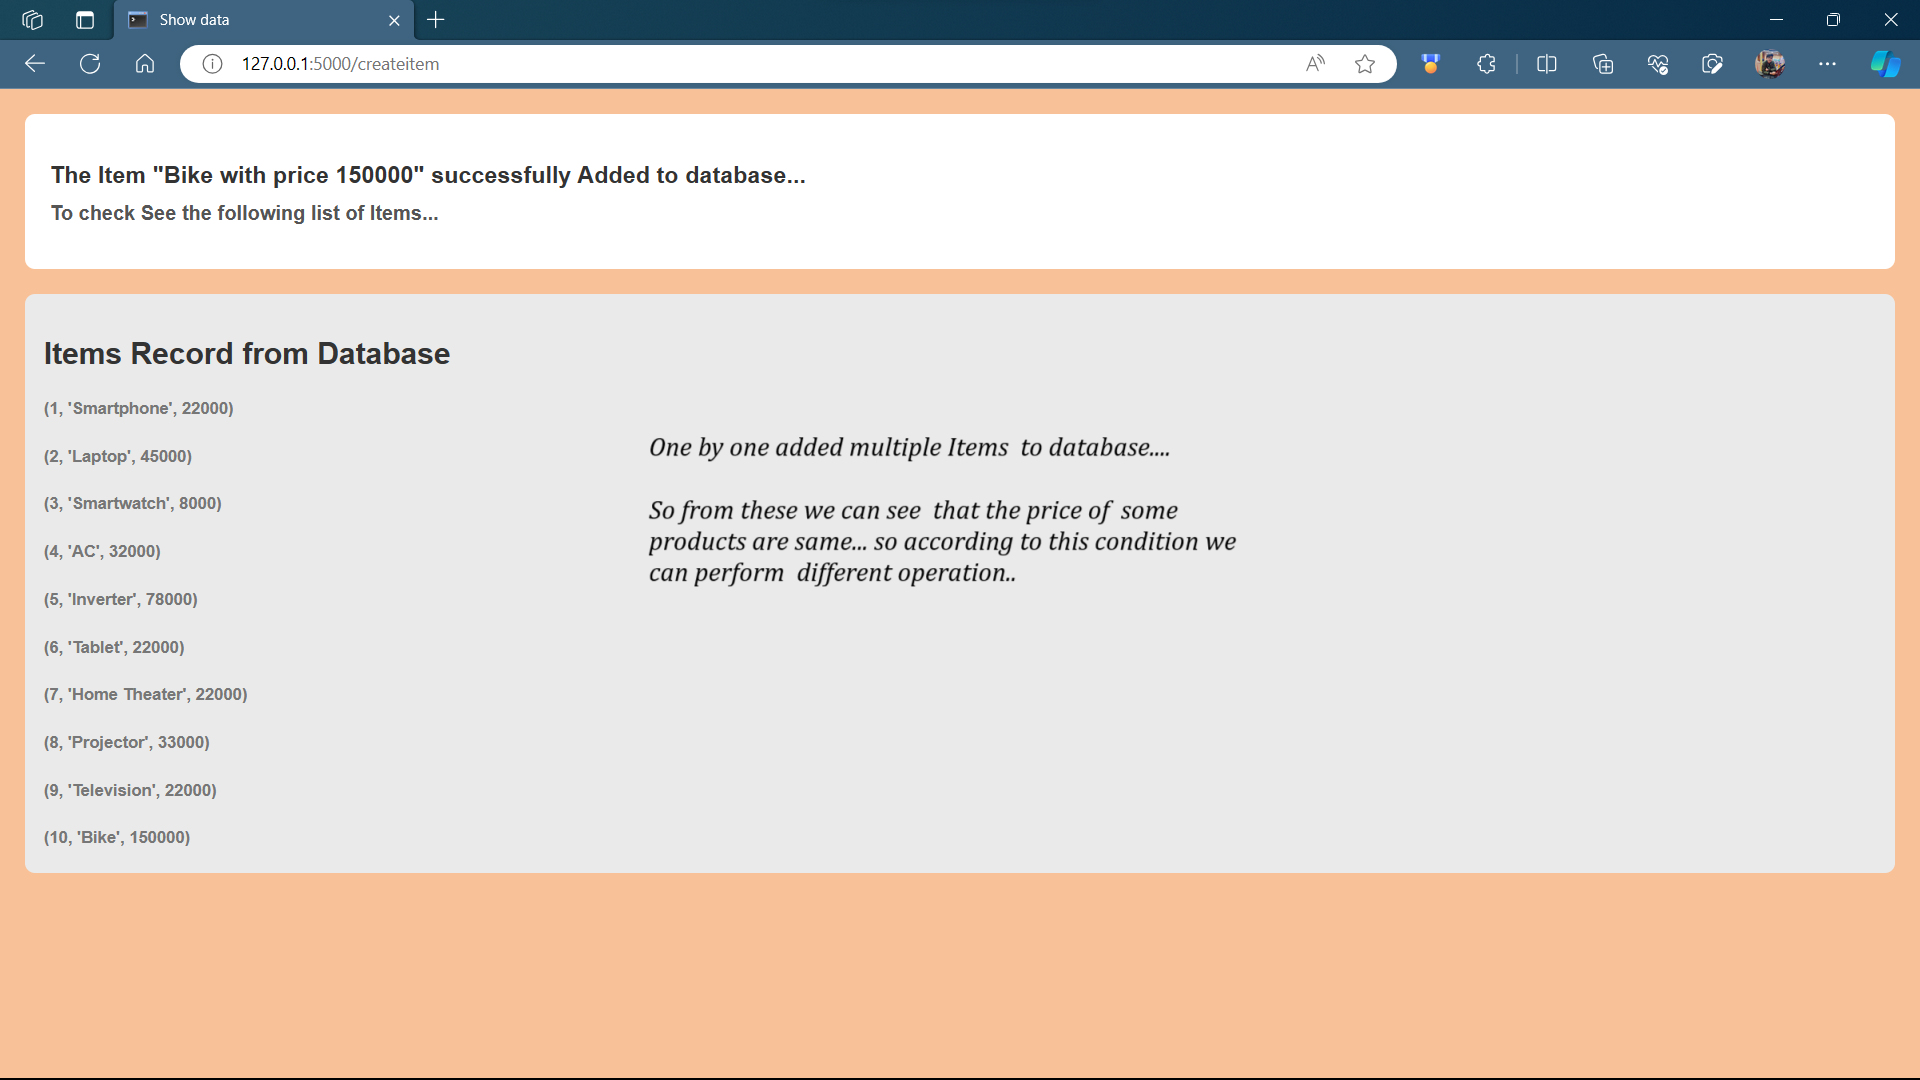 Show data
127.0.0.1:5000/createitem
The Item "Bike with price 150000" successfully Added to database...
To check See the following list of Items...
Items Record from Database
(1, 'Smartphone', 22000)
(2, 'Laptop', 45000)
(3, 'Smartwatch', 8000)
(4, 'AC', 32000)
(5, 'Inverter', 78000)
(6, 'Tablet', 22000)
(7, 'Home Theater', 22000)
(8, 'Projector', 33000)
(9, 'Television', 22000)
(10, 'Bike', 150000)
One by one added multiple Items  to database....
So from these we can see  that the price of  some
products are same... so according to this condition we
can perform  different operation..